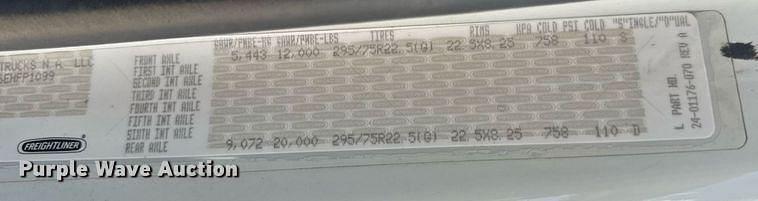 GAWR/PNBE-KG GAWR/PNBE-LBS TIRES RIMS KPA COLD PSI COLD "S"INGLE/"D"UAL
TRUCKS N.A. LLC
FRONT AXLE 5,443 12,000 295/75R22.5(G) 22.5X8.25 758 110 S
FIRST INT AXLE
SECOND INT AXLE
THIRD INT AXLE
FOURTH INT AXLE
FIFTH INT AXLE
SIXTH INT AXLE
REAR AXLE 9,072 20,000 295/75R22.5(G) 22.5X8.25 758 110 D
L PART NO.
24-01176-070 REV A
FREIGHTLINER
Purple Wave Auction